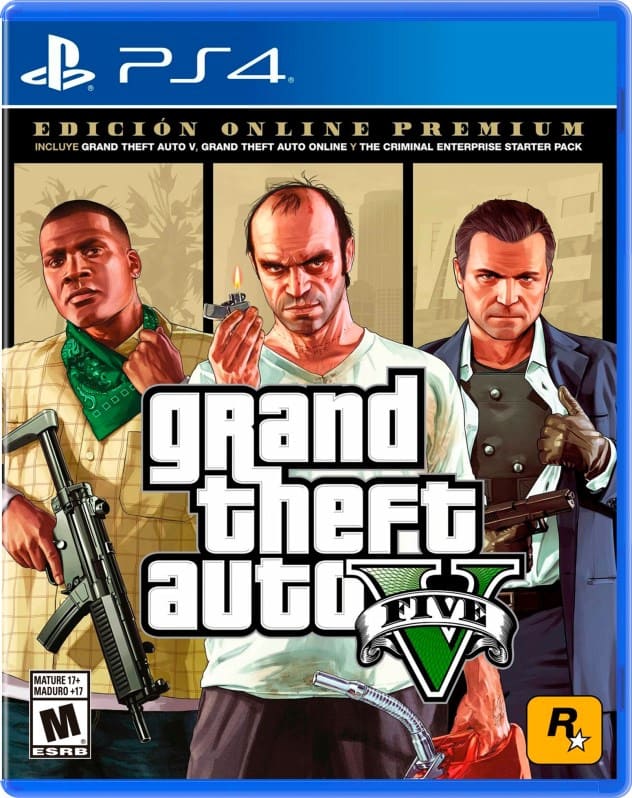 PS4
EDICIÓN ONLINE PREMIUM
INCLUYE GRAND THEFT AUTO V, GRAND THEFT AUTO ONLINE Y THE CRIMINAL ENTERPRISE STARTER PACK
grand
theft
auto V
FIVE
MATURE 17+
MADURO +17
M
ESRB
R